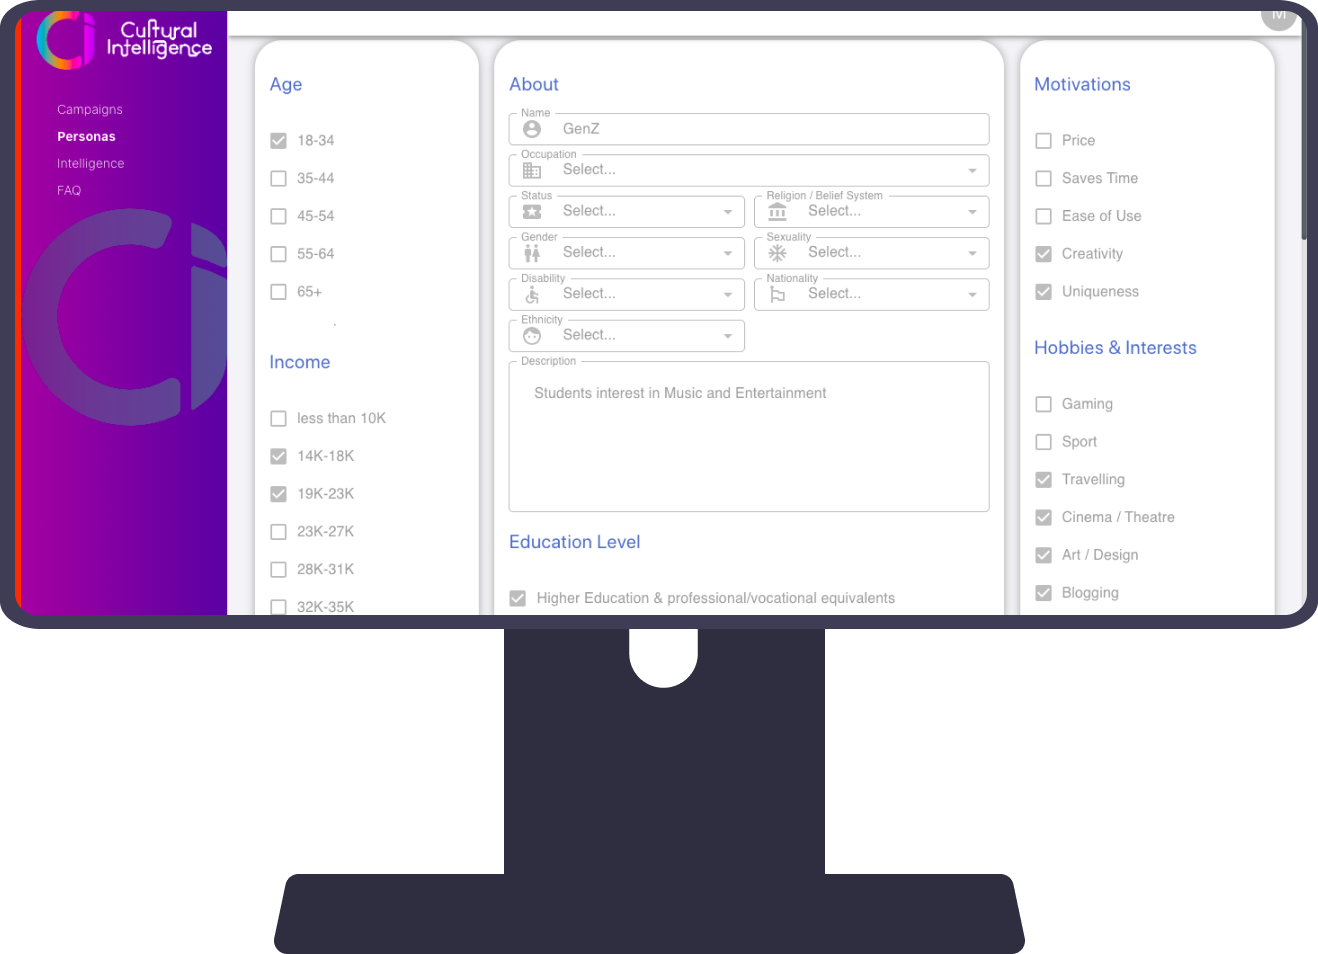 Cultural
Intelligence
M
Campaigns
Personas
Intelligence
FAQ
Age
18-34
35-44
45-54
55-64
65+
Income
less than 10K
14K-18K
19K-23K
23K-27K
28K-31K
32K-35K
About
Name
GenZ
Occupation
Select...
Status
Select...
Religion / Belief System
Select...
Gender
Select...
Sexuality
Select...
Disability
Select...
Nationality
Select...
Ethnicity
Select...
Description
Students interest in Music and Entertainment
Education Level
Higher Education & professional/vocational equivalents
Motivations
Price
Saves Time
Ease of Use
Creativity
Uniqueness
Hobbies & Interests
Gaming
Sport
Travelling
Cinema / Theatre
Art / Design
Blogging